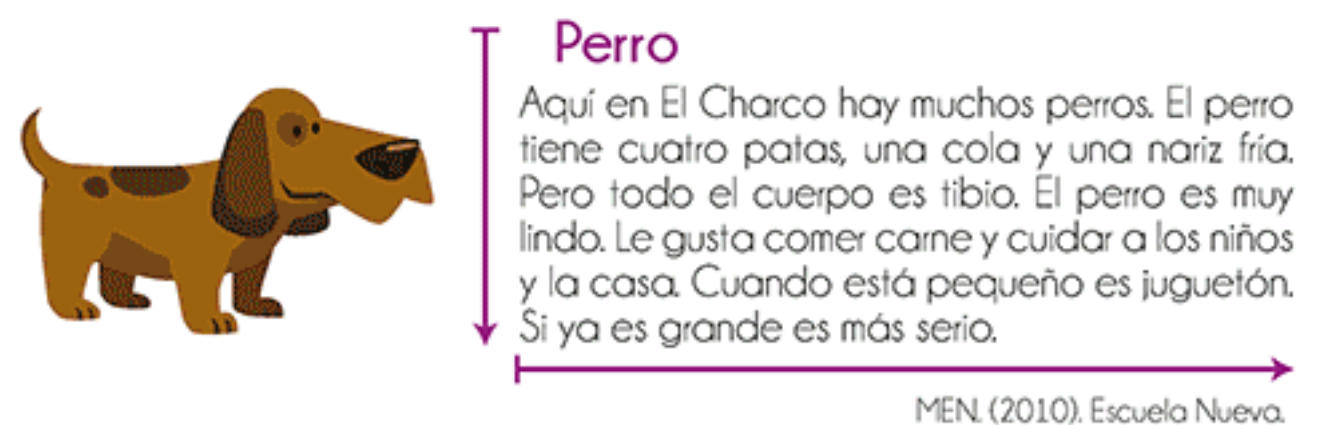 Perro
Aquí en El Charco hay muchos perros. El perro
tiene cuatro patas, una cola y una nariz fría.
Pero todo el cuerpo es tibio. El perro es muy
lindo. Le gusta comer carne y cuidar a los niños
y la casa. Cuando está pequeño es juguetón.
Si ya es grande es más serio.
MEN. (2010). Escuela Nueva.